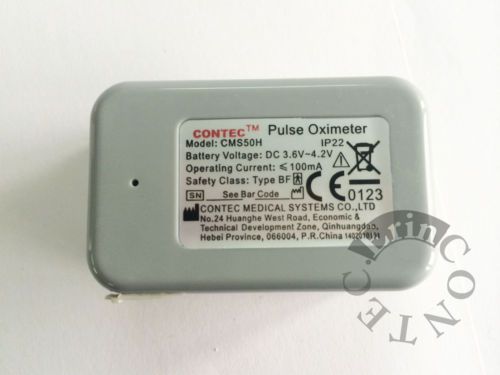 CONTEC™ Pulse Oximeter
Model: CMS50H IP22
Battery Voltage: DC 3.6V~4.2V
Operating Current: ≤ 100mA
Safety Class: Type BF
SN See Bar Code
CE 0123
CONTEC MEDICAL SYSTEMS CO.,LTD
No.24 Huanghe West Road, Economic &
Technical Development Zone, Qinhuangdao,
Hebei Province, 066004, P.R.China
Erin CONTEC